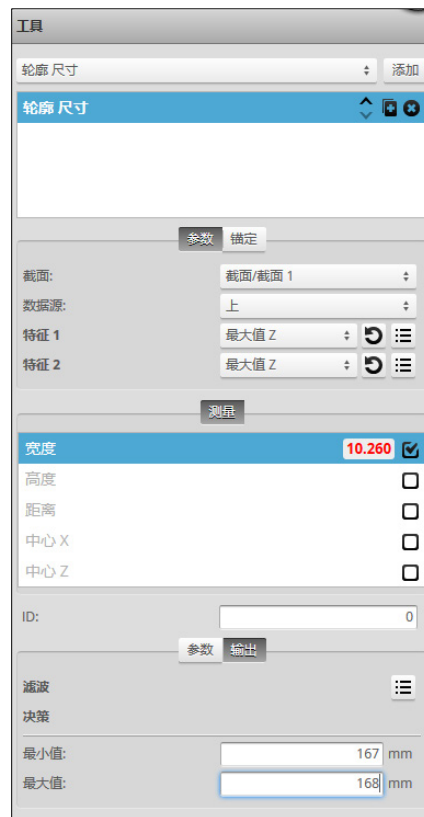 工具
轮廓 尺寸 添加
轮廓 尺寸
参数 锚定
截面: 截面/截面 1
数据源: 上
特征 1 最大值 Z
特征 2 最大值 Z
测量
宽度 10.260
高度
距离
中心 X
中心 Z
ID: 0
参数 输出
滤波
决策
最小值: 167 mm
最大值: 168 mm